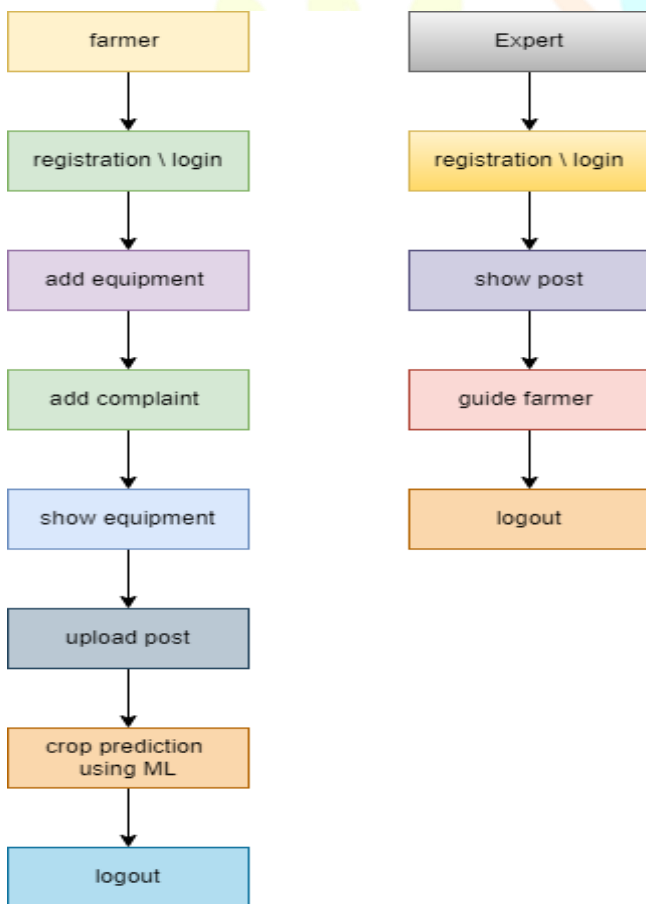 farmer
registration \ login
add equipment
add complaint
show equipment
upload post
crop prediction
using ML
logout
Expert
registration \ login
show post
guide farmer
logout